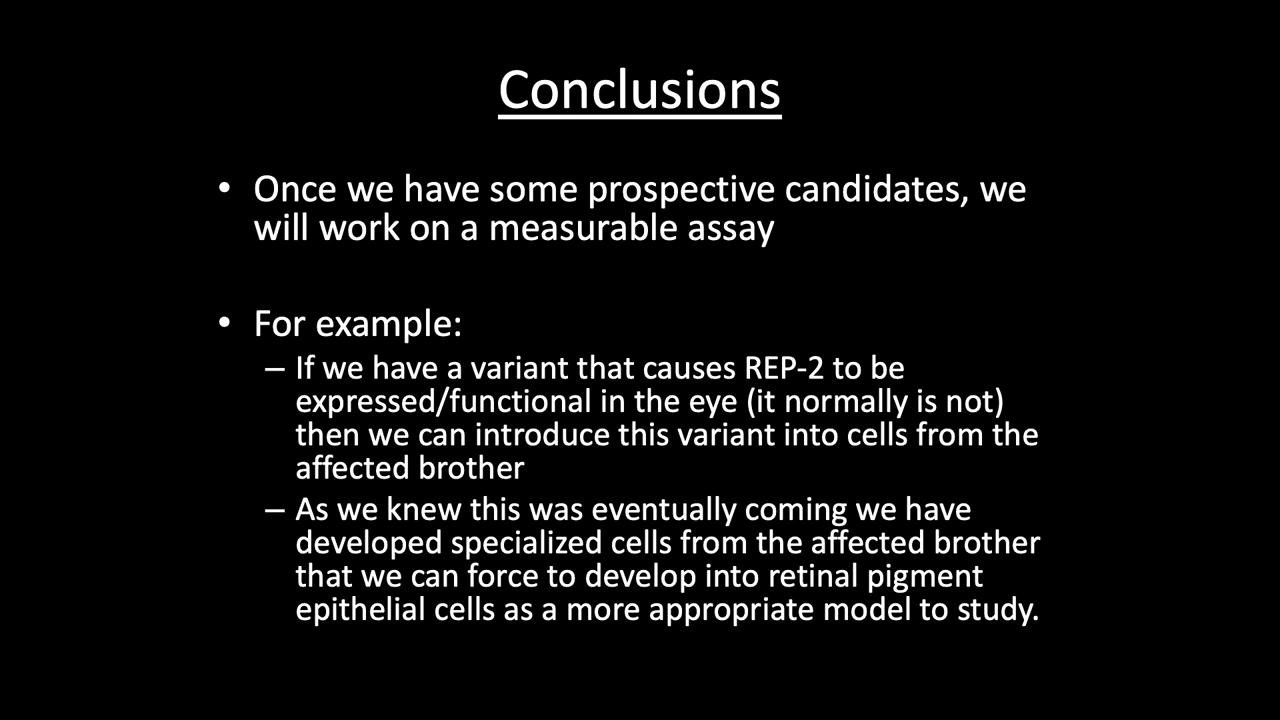 Conclusions
• Once we have some prospective candidates, we
will work on a measurable assay
• For example:
– If we have a variant that causes REP-2 to be
expressed/functional in the eye (it normally is not)
then we can introduce this variant into cells from the
affected brother
– As we knew this was eventually coming we have
developed specialized cells from the affected brother
that we can force to develop into retinal pigment
epithelial cells as a more appropriate model to study.